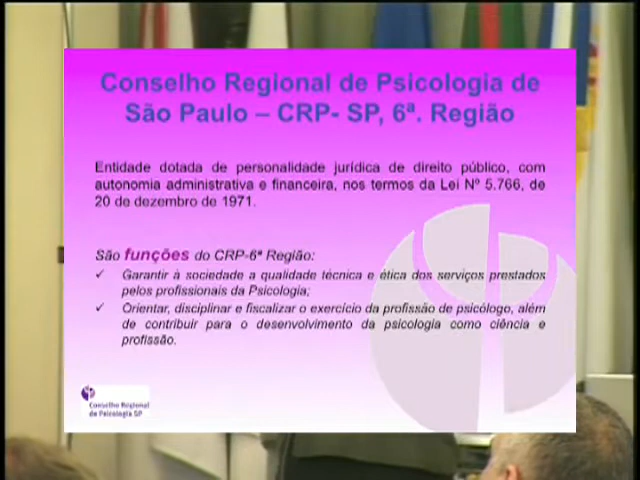 Conselho Regional de Psicologia de
São Paulo – CRP- SP, 6ª. Região
Entidade dotada de personalidade jurídica de direito público, com
autonomia administrativa e financeira, nos termos da Lei Nº 5.766, de
20 de dezembro de 1971.
São funções do CRP-6ª Região:
✓ Garantir à sociedade a qualidade técnica e ética dos serviços prestados
pelos profissionais da Psicologia;
✓ Orientar, disciplinar e fiscalizar o exercício da profissão de psicólogo, além
de contribuir para o desenvolvimento da psicologia como ciência e
profissão.
Conselho Regional
de Psicologia SP